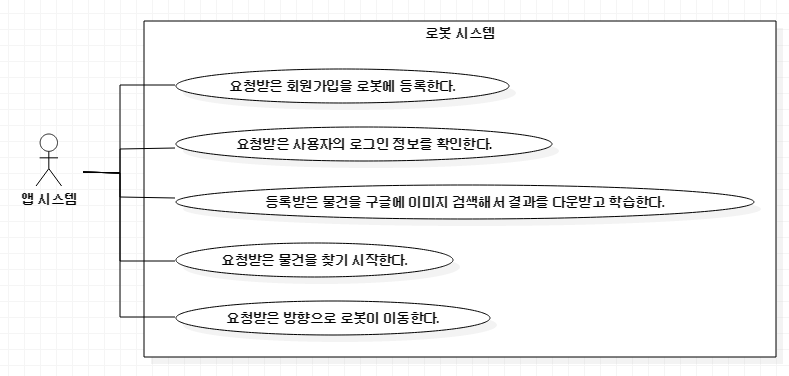 로봇 시스템
요청받은 회원가입을 로봇에 등록한다.
요청받은 사용자의 로그인 정보를 확인한다.
앱 시스템
등록받은 물건을 구글에 이미지 검색해서 결과를 다운받고 학습한다.
요청받은 물건을 찾기 시작한다.
요청받은 방향으로 로봇이 이동한다.